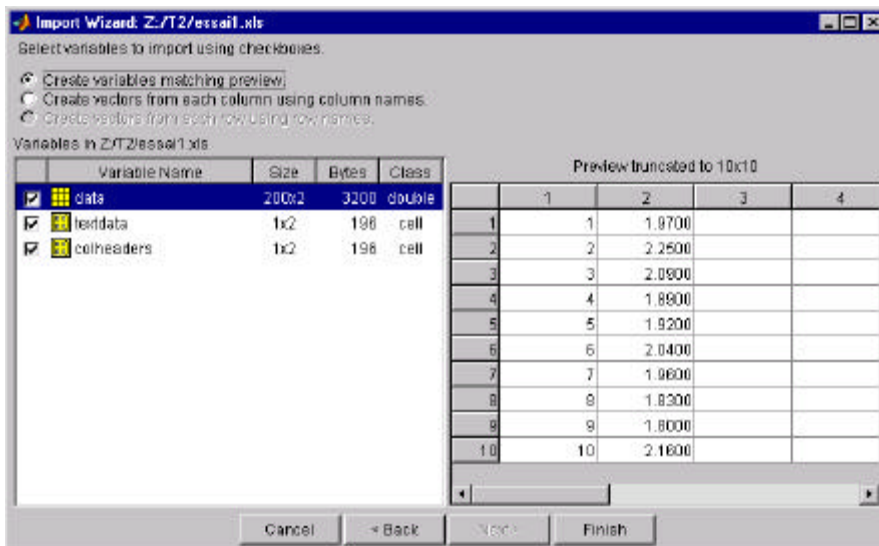 Import Wizard: Z:/T2/essai1.xls
Select variables to import using checkboxes.
Create variables matching preview.
Create vectors from each column using column names.
Create vectors from each row using row names.
Variables in Z:/T2/essai1.xls
Variable Name Size Bytes Class
data 200x2 3200 double
textdata 1x2 196 cell
colheaders 1x2 196 cell
Preview truncated to 10x10
1 2 3 4
1 1 1.9700
2 2 2.2500
3 3 2.0900
4 4 1.8900
5 5 1.9200
6 6 2.0400
7 7 1.9600
8 8 1.8300
9 9 1.8000
10 10 2.1600
Cancel < Back Next > Finish